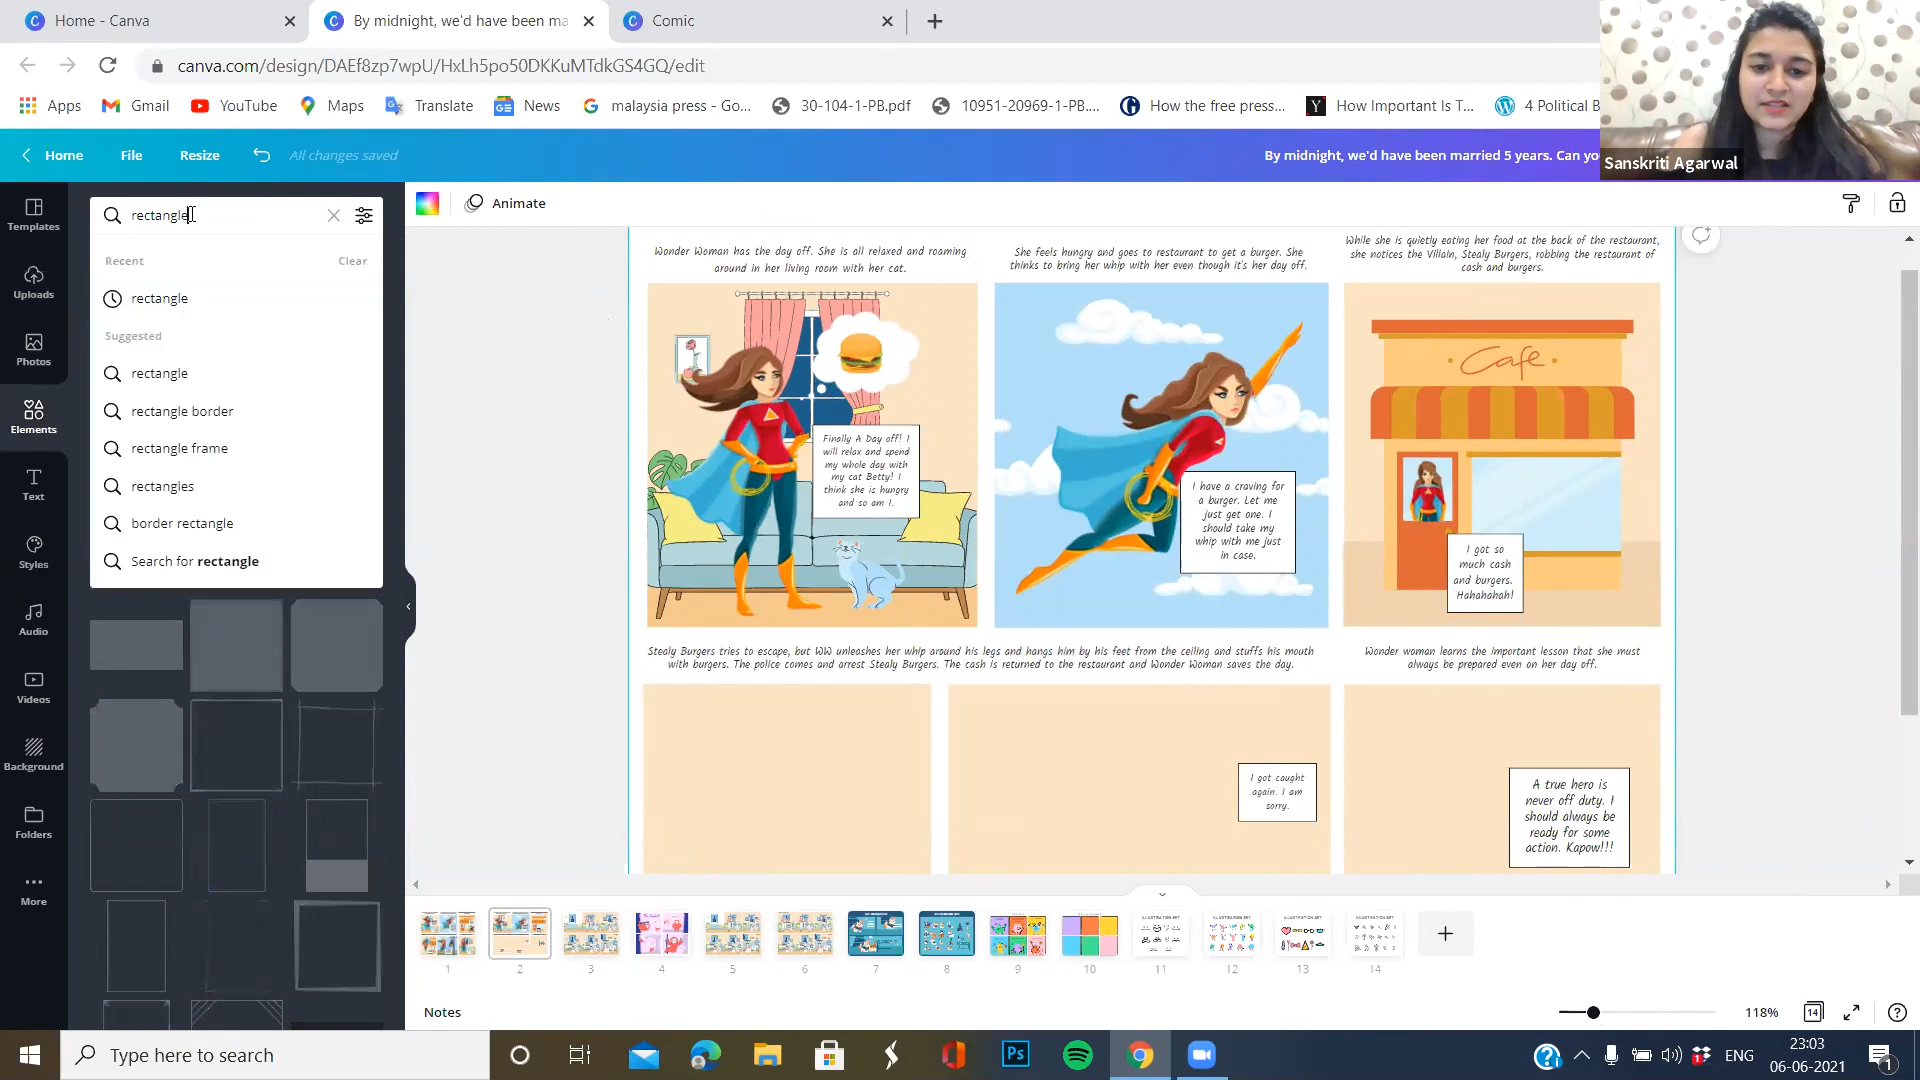 Home - Canva
By midnight, we'd have been ma
Comic
canva.com/design/DAEf8zp7wpU/HxLh5po50DKKuMTdkGS4GQ/edit
Apps
Gmail
YouTube
Maps
Translate
News
malaysia press - Go...
30-104-1-PB.pdf
10951-20969-1-PB....
How the free press...
How Important Is T...
4 Political B
Sanskriti Agarwal
Home
File
Resize
All changes saved
By midnight, we'd have been married 5 years. Can yo
Templates
Uploads
Photos
Elements
Text
Styles
Audio
Videos
Background
Folders
More
rectangle
Recent
Clear
rectangle
Suggested
rectangle
rectangle border
rectangle frame
rectangles
border rectangle
Search for rectangle
Animate
Wonder Woman has the day off. She is all relaxed and roaming
around in her living room with her cat.
She feels hungry and goes to restaurant to get a burger. She
thinks to bring her whip with her even though it's her day off.
While she is quietly eating her food at the back of the restaurant,
she notices the Villain, Stealy Burgers, robbing the restaurant of
cash and burgers.
Finally A Day off! I
will relax and spend
my whole day with
my cat Betty! I
think she is hungry
and so am I.
I have a craving for
a burger. Let me
just get one. I
should take my
whip with me just
in case.
Cafe
I got so
much cash
and burgers.
Hahahahah!
Stealy Burgers tries to escape, but WW unleashes her whip around his legs and hangs him by his feet from the ceiling and stuffs his mouth
with burgers. The police comes and arrest Stealy Burgers. The cash is returned to the restaurant and Wonder Woman saves the day.
Wonder woman learns the important lesson that she must
always be prepared even on her day off.
I got caught
again. I am
sorry.
A true hero is
never off duty. I
should always be
ready for some
action. Kapow!!!
1
2
3
4
5
6
7
8
9
10
11
12
13
14
ILLUSTRATION SET
ILLUSTRATION SET
ILLUSTRATION SET
ILLUSTRATION SET
Notes
118%
14
Type here to search
Ps
ENG
23:03
06-06-2021
1